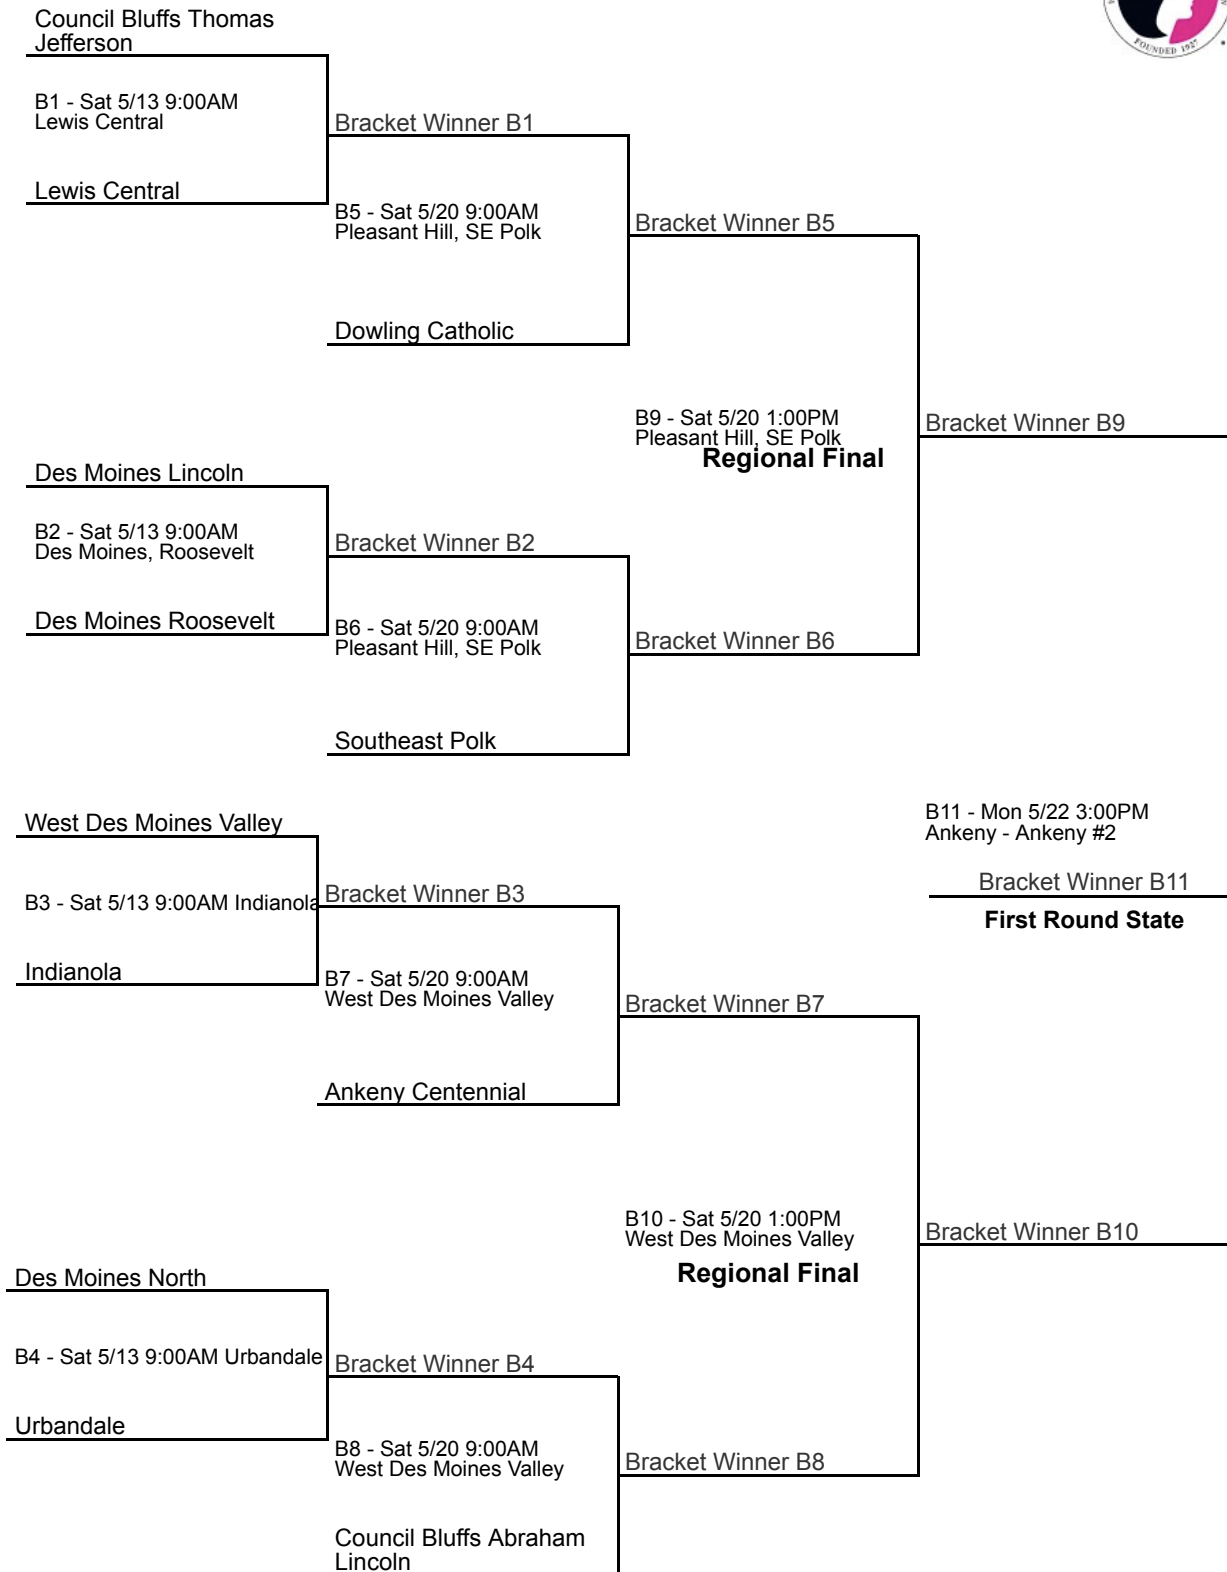 Council Bluffs Thomas
Jefferson
FOUNDED 1927
B1 - Sat 5/13 9:00AM
Lewis Central
Bracket Winner B1
Lewis Central
B5 - Sat 5/20 9:00AM
Pleasant Hill, SE Polk
Bracket Winner B5
Dowling Catholic
B9 - Sat 5/20 1:00PM
Pleasant Hill, SE Polk
Regional Final
Bracket Winner B9
Des Moines Lincoln
B2 - Sat 5/13 9:00AM
Des Moines, Roosevelt
Bracket Winner B2
Des Moines Roosevelt
B6 - Sat 5/20 9:00AM
Pleasant Hill, SE Polk
Bracket Winner B6
Southeast Polk
West Des Moines Valley
B11 - Mon 5/22 3:00PM
Ankeny - Ankeny #2
Bracket Winner B11
First Round State
B3 - Sat 5/13 9:00AM Indianola
Bracket Winner B3
Indianola
B7 - Sat 5/20 9:00AM
West Des Moines Valley
Bracket Winner B7
Ankeny Centennial
B10 - Sat 5/20 1:00PM
West Des Moines Valley
Regional Final
Bracket Winner B10
Des Moines North
B4 - Sat 5/13 9:00AM Urbandale
Bracket Winner B4
Urbandale
B8 - Sat 5/20 9:00AM
West Des Moines Valley
Bracket Winner B8
Council Bluffs Abraham
Lincoln